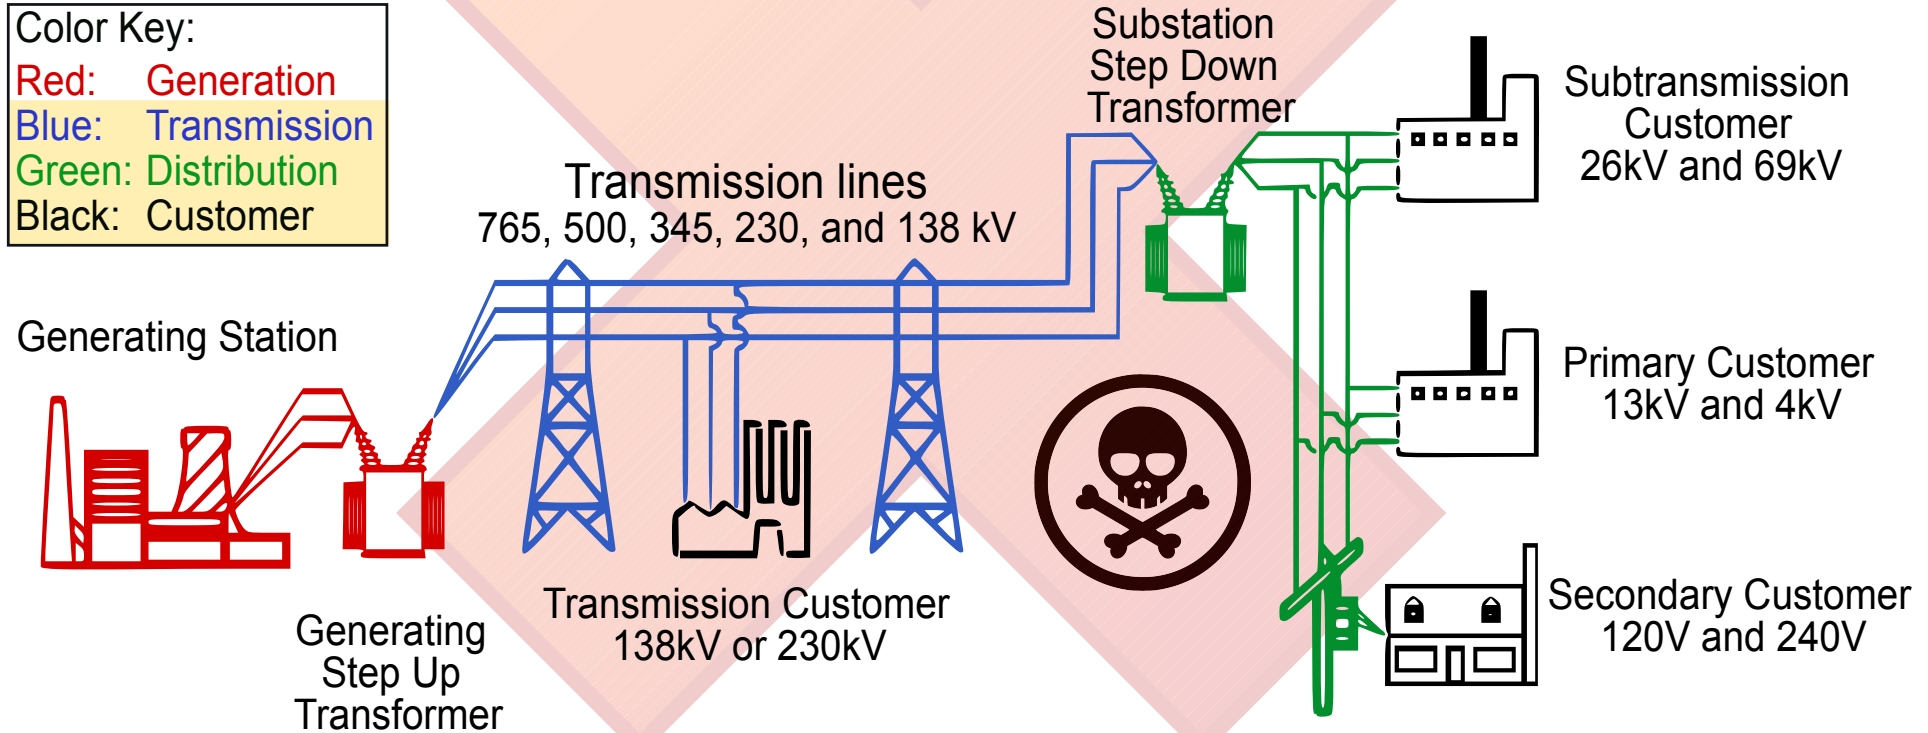 Color Key:
Red: Generation
Blue: Transmission
Green: Distribution
Black: Customer
Substation
Step Down
Transformer
Subtransmission
Customer
26kV and 69kV
Transmission lines
765, 500, 345, 230, and 138 kV
Generating Station
Primary Customer
13kV and 4kV
Transmission Customer
138kV or 230kV
Secondary Customer
120V and 240V
Generating
Step Up
Transformer